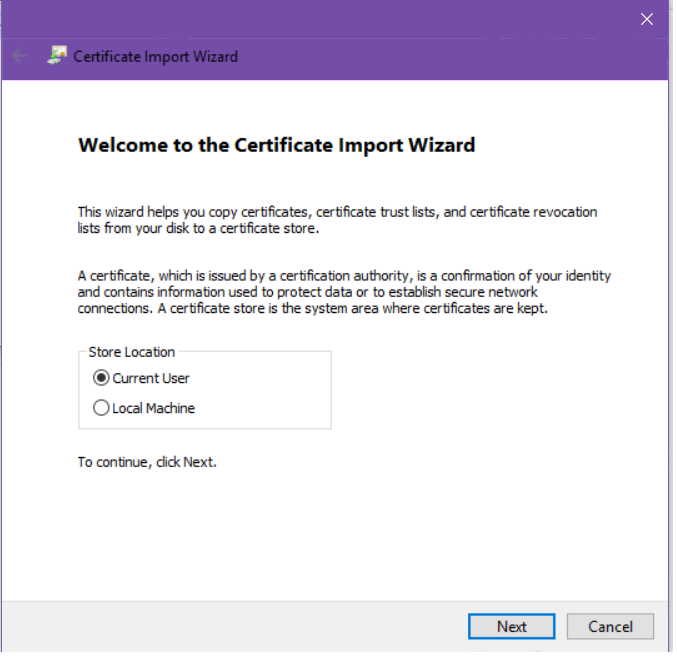 Certificate Import Wizard
Welcome to the Certificate Import Wizard
This wizard helps you copy certificates, certificate trust lists, and certificate revocation
lists from your disk to a certificate store.
A certificate, which is issued by a certification authority, is a confirmation of your identity
and contains information used to protect data or to establish secure network
connections. A certificate store is the system area where certificates are kept.
Store Location
Current User
Local Machine
To continue, click Next.
Next
Cancel